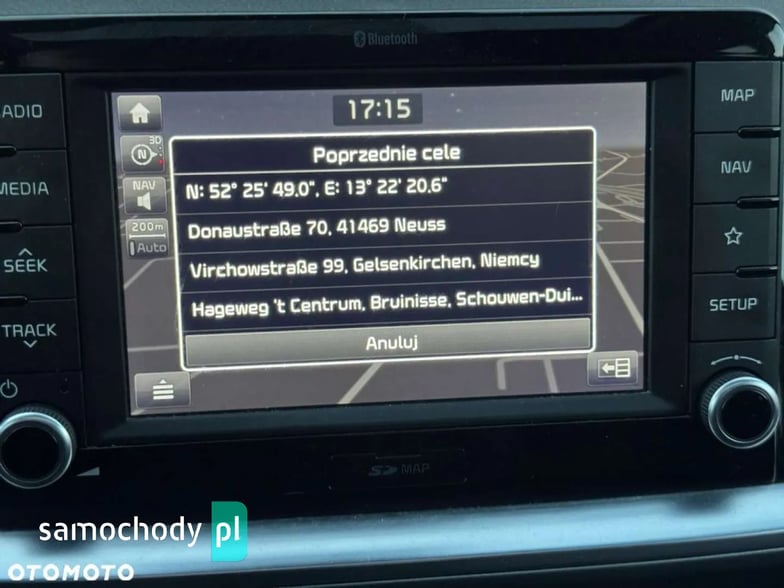 Bluetooth
RADIO
MEDIA
SEEK
TRACK
17:15
3D
N
NAV
200m
Auto
Poprzednie cele
N: 52° 25' 49.0", E: 13° 22' 20.6"
Donaustraße 70, 41469 Neuss
Virchowstraße 99, Gelsenkirchen, Niemcy
Hageweg 't Centrum, Bruinisse, Schouwen-Dui...
Anuluj
MAP
NAV
SETUP
SD MAP
samochody pl
OTOMOTO